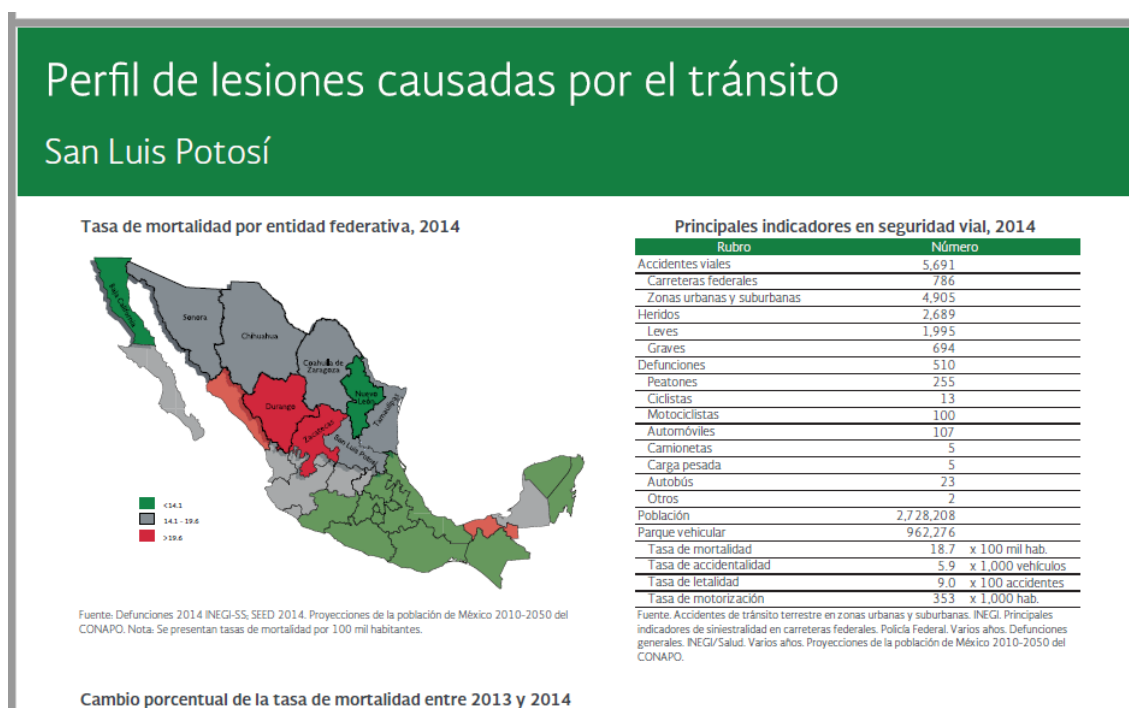 Perfil de lesiones causadas por el tránsito
San Luis Potosí
Tasa de mortalidad por entidad federativa, 2014
Baja California
Sonora
Chihuahua
Coahuila de
Zaragoza
Nuevo
León
Tamaulipas
Durango
Zacatecas
San Luis Potosí
<14.1
14.1 - 19.6
>19.6
Fuente: Defunciones 2014 INEGI-SS; SEED 2014. Proyecciones de la población de México 2010-2050 del
CONAPO. Nota: Se presentan tasas de mortalidad por 100 mil habitantes.
Principales indicadores en seguridad vial, 2014
Rubro Número
Accidentes viales 5,691
Carreteras federales 786
Zonas urbanas y suburbanas 4,905
Heridos 2,689
Leves 1,995
Graves 694
Defunciones 510
Peatones 255
Ciclistas 13
Motociclistas 100
Automóviles 107
Camionetas 5
Carga pesada 5
Autobús 23
Otros 2
Población 2,728,208
Parque vehicular 962,276
Tasa de mortalidad 18.7 x 100 mil hab.
Tasa de accidentalidad 5.9 x 1,000 vehículos
Tasa de letalidad 9.0 x 100 accidentes
Tasa de motorización 353 x 1,000 hab.
Fuente. Accidentes de tránsito terrestre en zonas urbanas y suburbanas. INEGI. Principales
indicadores de siniestralidad en carreteras federales. Policía Federal. Varios años. Defunciones
generales. INEGI/Salud. Varios años. Proyecciones de la población de México 2010-2050 del
CONAPO.
Cambio porcentual de la tasa de mortalidad entre 2013 y 2014